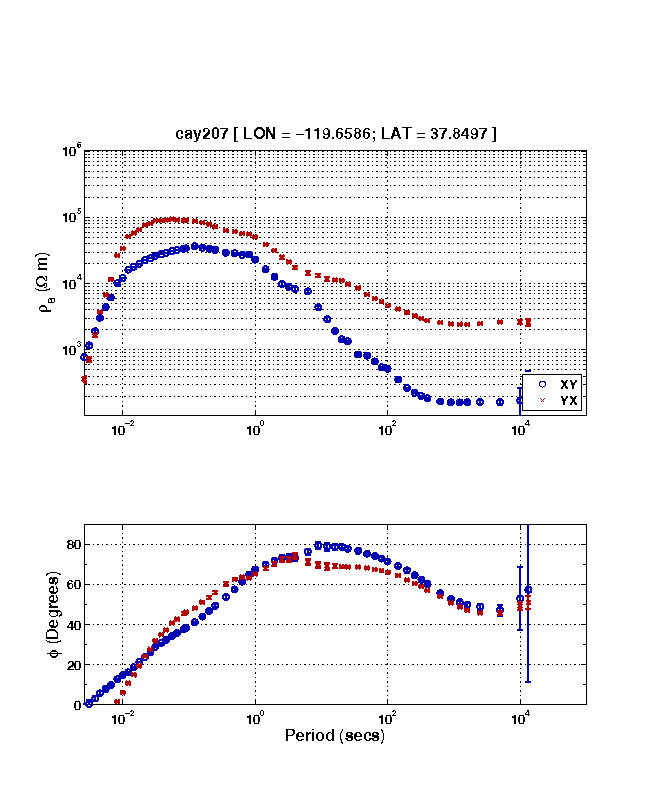 cay207 [ LON = −119.6586; LAT = 37.8497 ]
10^6
10^5
10^4
10^3
ρ_a (Ω m)
XY
YX
10^−2
10^0
10^2
10^4
80
60
40
20
0
ϕ (Degrees)
10^−2
10^0
10^2
10^4
Period (secs)